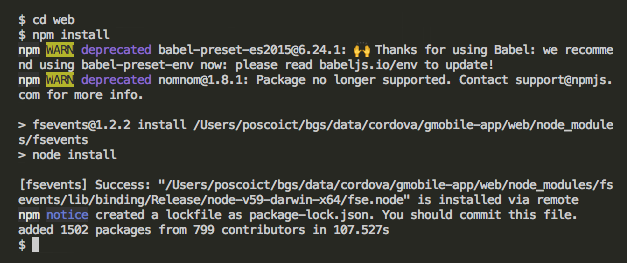 $ cd web
$ npm install
npm WARN deprecated babel-preset-es2015@6.24.1: 🙌 Thanks for using Babel: we recomme
nd using babel-preset-env now: please read babeljs.io/env to update!
npm WARN deprecated nomnom@1.8.1: Package no longer supported. Contact support@npmjs.
com for more info.
> fsevents@1.2.2 install /Users/poscoict/bgs/data/cordova/gmobile-app/web/node_module
s/fsevents
> node install
[fsevents] Success: "/Users/poscoict/bgs/data/cordova/gmobile-app/web/node_modules/fs
events/lib/binding/Release/node-v59-darwin-x64/fse.node" is installed via remote
npm notice created a lockfile as package-lock.json. You should commit this file.
added 1502 packages from 799 contributors in 107.527s
$